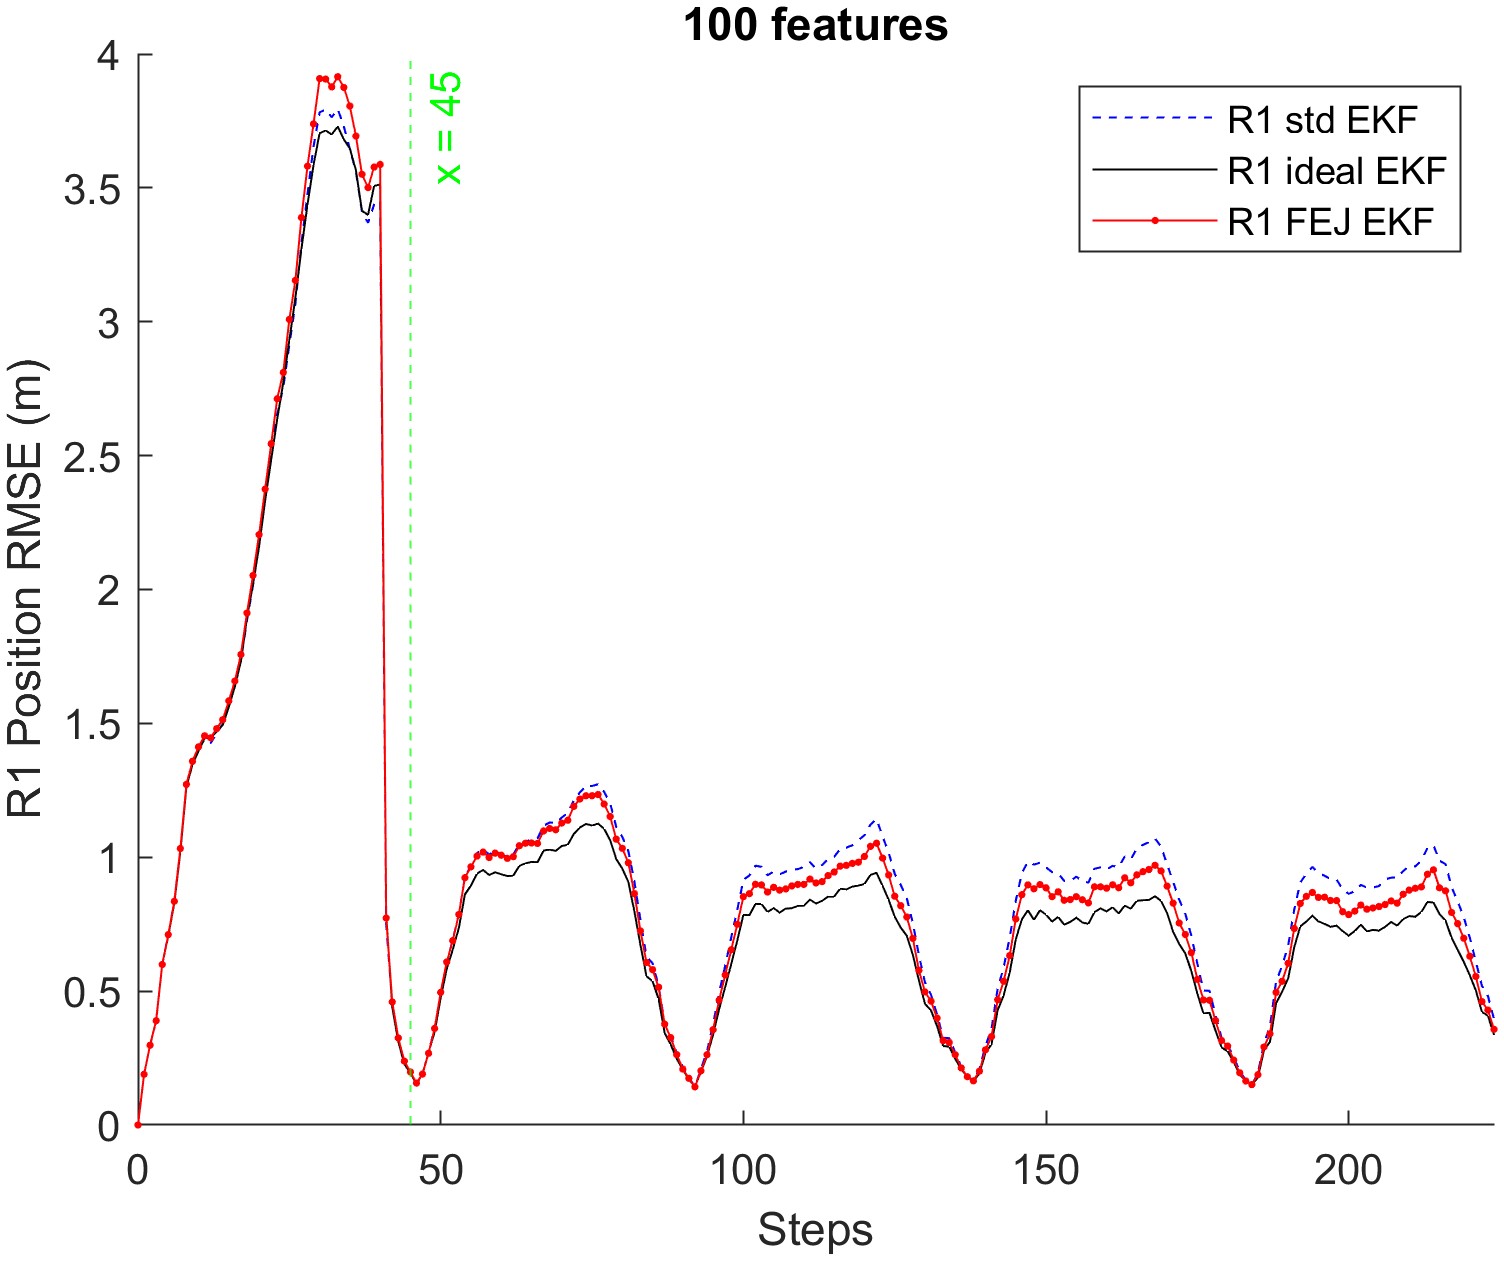 100 features
4
3.5
3
2.5
2
1.5
1
0.5
0
R1 Position RMSE (m)
x = 45
R1 std EKF
R1 ideal EKF
R1 FEJ EKF
0 50 100 150 200
Steps